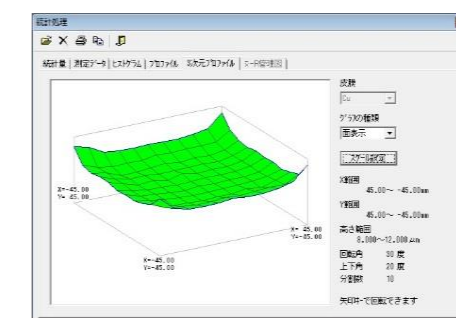 統計処理
統計量 測定データ ヒストグラム プロファイル 3次元プロファイル X-R管理図
皮膜
Cu
グラフの種類
面表示
スケール設定
X範囲
45.00～ -45.00mm
Y範囲
45.00～ -45.00mm
高さ範囲
8.000～12.000μm
回転角 30 度
上下角 20 度
分割数 10
矢印キーで回転できます
X=-45.00
Y= 45.00
X= 45.00
Y=-45.00
X=-45.00
Y=-45.00